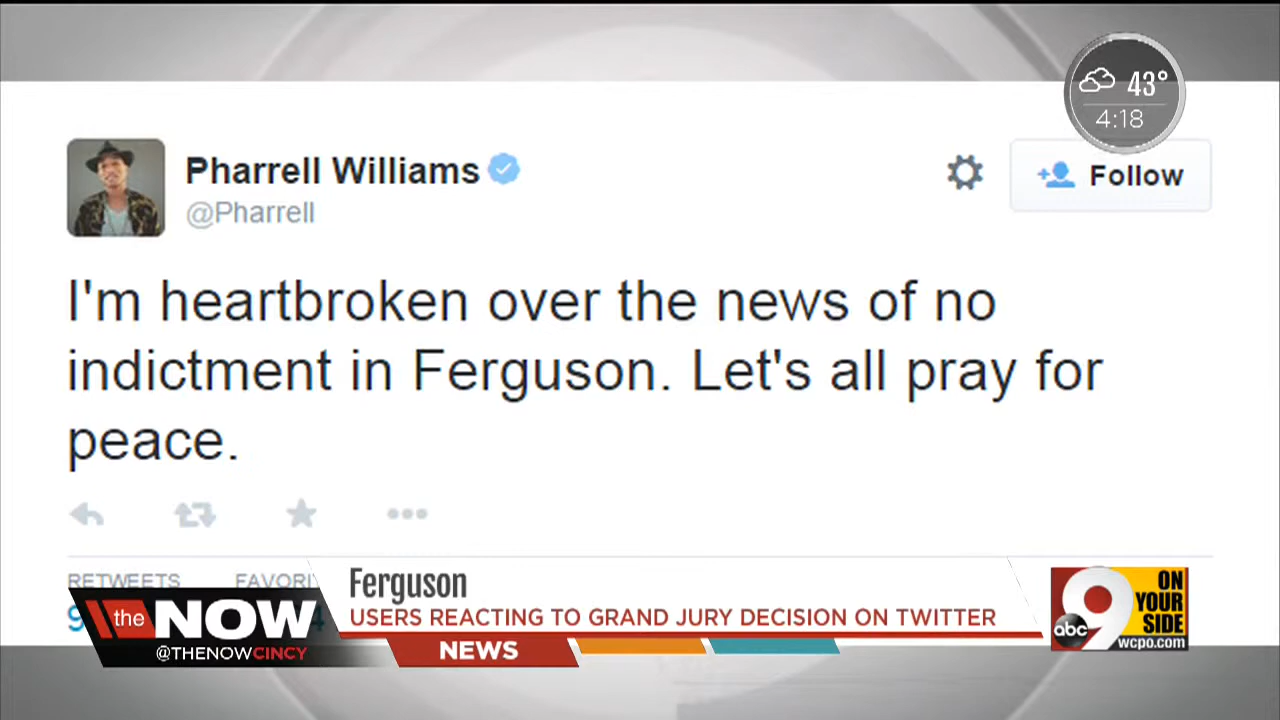 43°
4:18
Pharrell Williams
@Pharrell
Follow
I'm heartbroken over the news of no
indictment in Ferguson. Let's all pray for
peace.
RETWEETS
Ferguson
USERS REACTING TO GRAND JURY DECISION ON TWITTER
the NOW
@THENOWCINCY
NEWS
abc 9
ON
YOUR
SIDE
wcpo.com